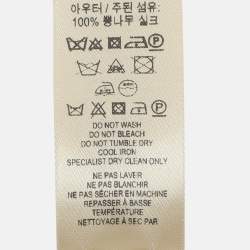 아우터 / 주된 섬유:
100% 뽕나무 실크
DO NOT WASH
DO NOT BLEACH
DO NOT TUMBLE DRY
COOL IRON
SPECIALIST DRY CLEAN ONLY
NE PAS LAVER
NE PAS BLANCHIR
NE PAS SÉCHER EN MACHINE
REPASSER À BASSE
TEMPÉRATURE
NETTOYAGE À SEC PAR